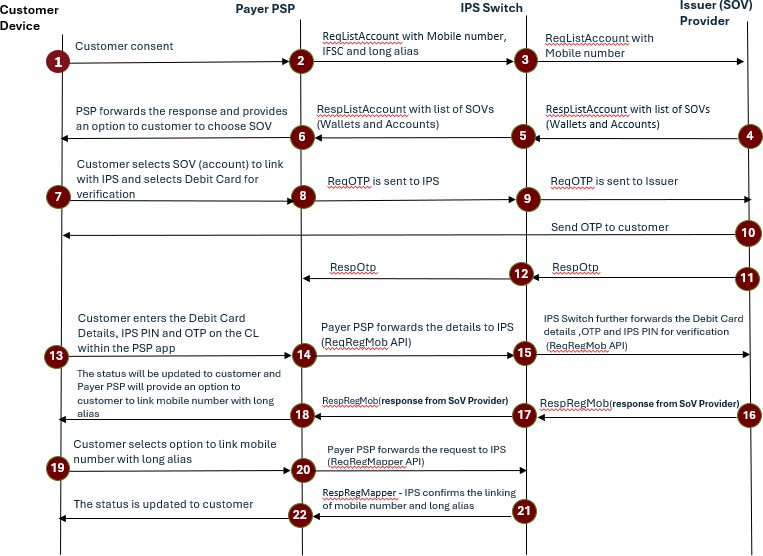 Customer
Device
Payer PSP
IPS Switch
Issuer (SOV)
Provider
1
Customer consent
2
ReqListAccount with Mobile number,
IFSC and long alias
3
ReqListAccount with
Mobile number
PSP forwards the response and provides
an option to customer to choose SOV
6
RespListAccount with list of SOVs
(Wallets and Accounts)
5
RespListAccount with list of SOVs
(Wallets and Accounts)
4
7
Customer selects SOV (account) to link
with IPS and selects Debit Card for
verification
8
ReqOTP is sent to IPS
9
ReqOTP is sent to Issuer
Send OTP to customer
10
RespOtp
12
RespOtp
11
13
Customer enters the Debit Card
Details, IPS PIN and OTP on the CL
within the PSP app
14
Payer PSP forwards the details to IPS
(ReqRegMob API)
15
IPS Switch further forwards the Debit Card
details ,OTP and IPS PIN for verification
(ReqRegMob API)
The status will be updated to customer and
Payer PSP will provide an option to
customer to link mobile number with long
alias
18
RespRegMob(response from SoV Provider)
17
RespRegMob(response from SoV Provider)
16
19
Customer selects option to link mobile
number with long alias
20
Payer PSP forwards the request to IPS
(ReqRegMapper API)
The status is updated to customer
22
RespRegMapper - IPS confirms the linking
of mobile number and long alias
21